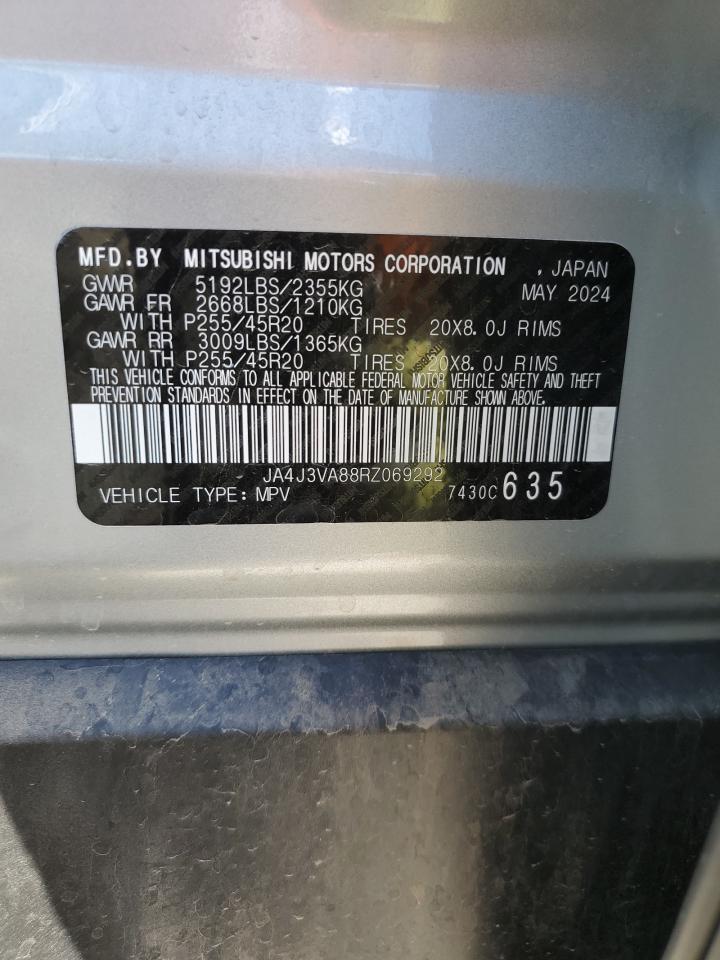 MFD.BY MITSUBISHI MOTORS CORPORATION , JAPAN
GVWR 5192LBS/2355KG MAY 2024
GAWR FR 2668LBS/1210KG
WITH P255/45R20 TIRES 20X8.0J RIMS
GAWR RR 3009LBS/1365KG
WITH P255/45R20 TIRES 20X8.0J RIMS
THIS VEHICLE CONFORMS TO ALL APPLICABLE FEDERAL MOTOR VEHICLE SAFETY AND THEFT
PREVENTION STANDARDS IN EFFECT ON THE DATE OF MANUFACTURE SHOWN ABOVE.
JA4J3VA88RZ069292
VEHICLE TYPE: MPV 7430C 635